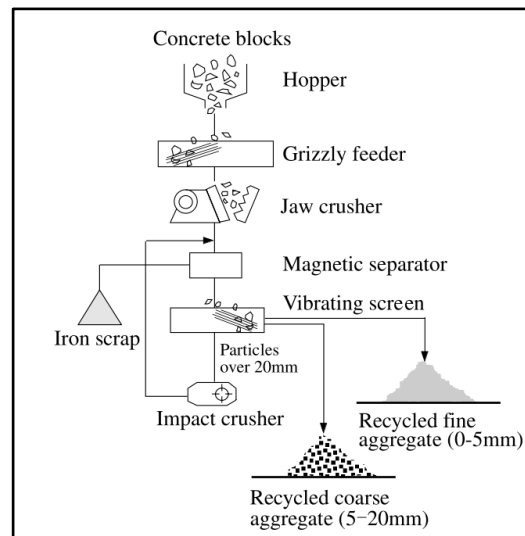 Concrete blocks
Hopper
Grizzly feeder
Jaw crusher
Magnetic separator
Vibrating screen
Iron scrap
Particles
over 20mm
Impact crusher
Recycled fine
aggregate (0-5mm)
Recycled coarse
aggregate (5−20mm)